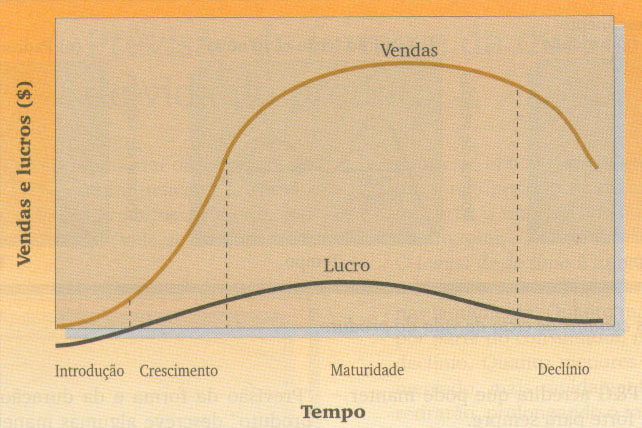 Vendas
Vendas e lucros ($)
Lucro
Introdução Crescimento Maturidade Declínio
Tempo